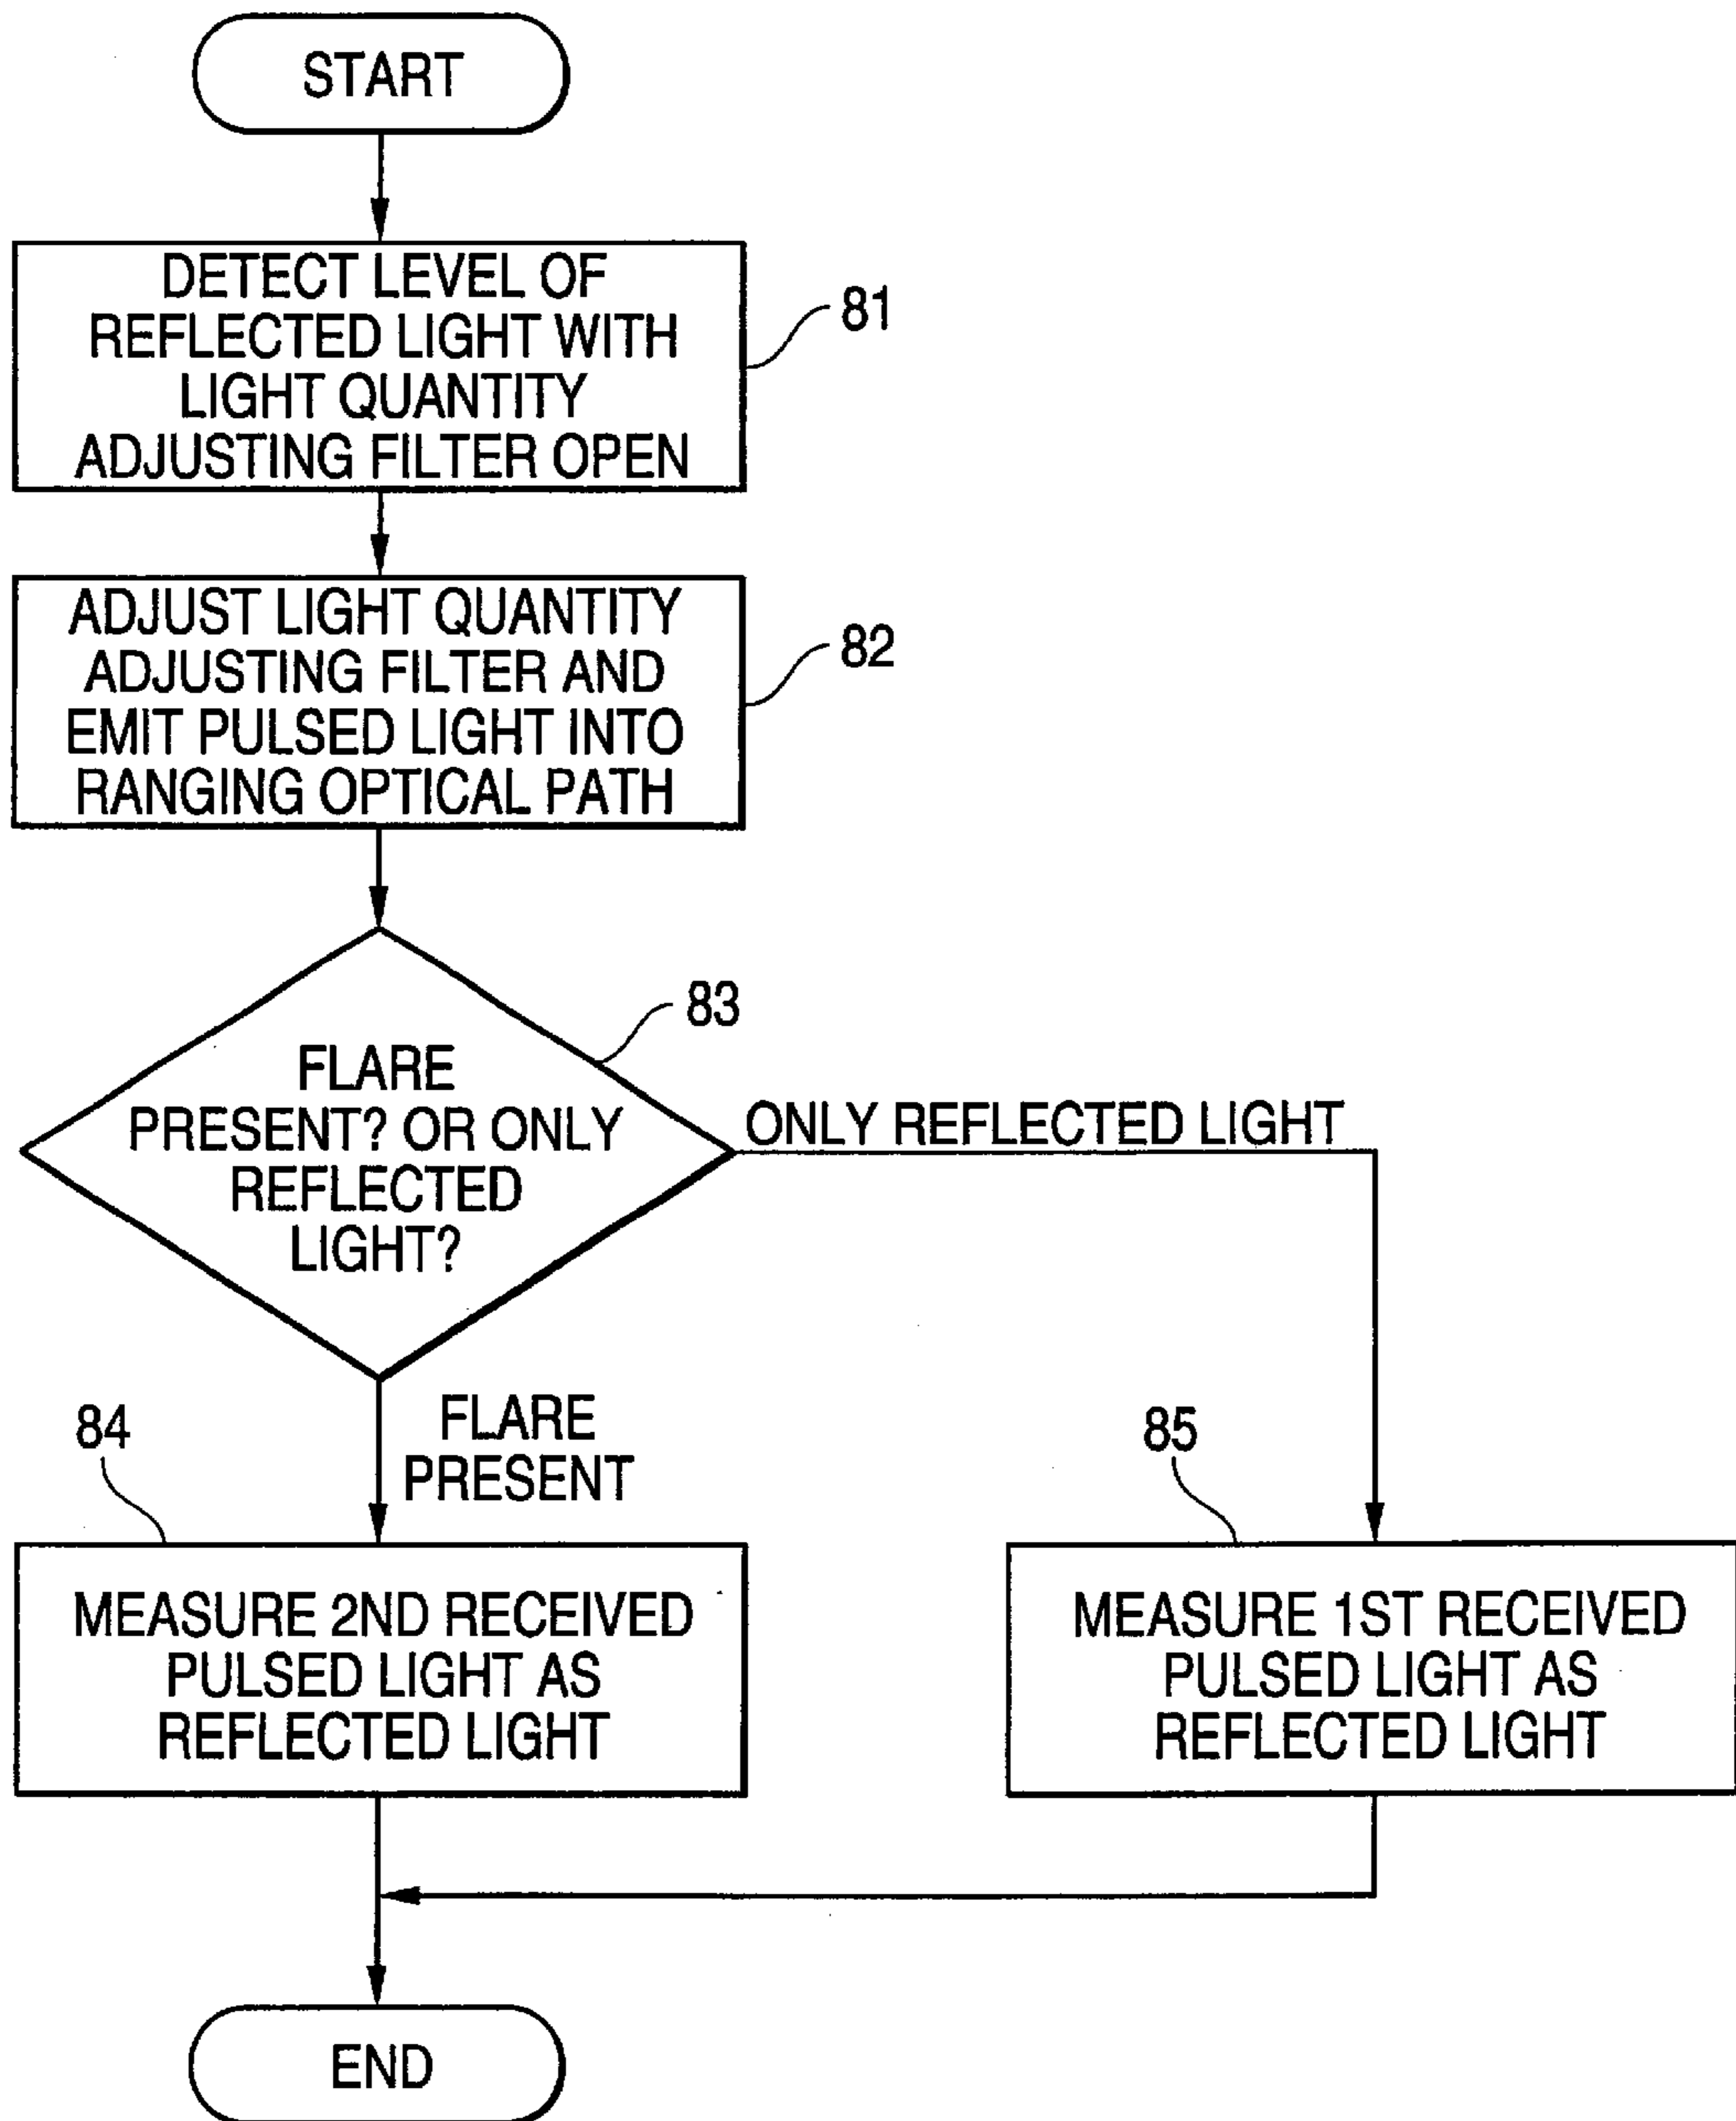 START
DETECT LEVEL OF
REFLECTED LIGHT WITH
LIGHT QUANTITY
ADJUSTING FILTER OPEN
81
ADJUST LIGHT QUANTITY
ADJUSTING FILTER AND
EMIT PULSED LIGHT INTO
RANGING OPTICAL PATH
82
83
FLARE
PRESENT? OR ONLY
REFLECTED
LIGHT?
ONLY REFLECTED LIGHT
FLARE
PRESENT
84
MEASURE 2ND RECEIVED
PULSED LIGHT AS
REFLECTED LIGHT
85
MEASURE 1ST RECEIVED
PULSED LIGHT AS
REFLECTED LIGHT
END